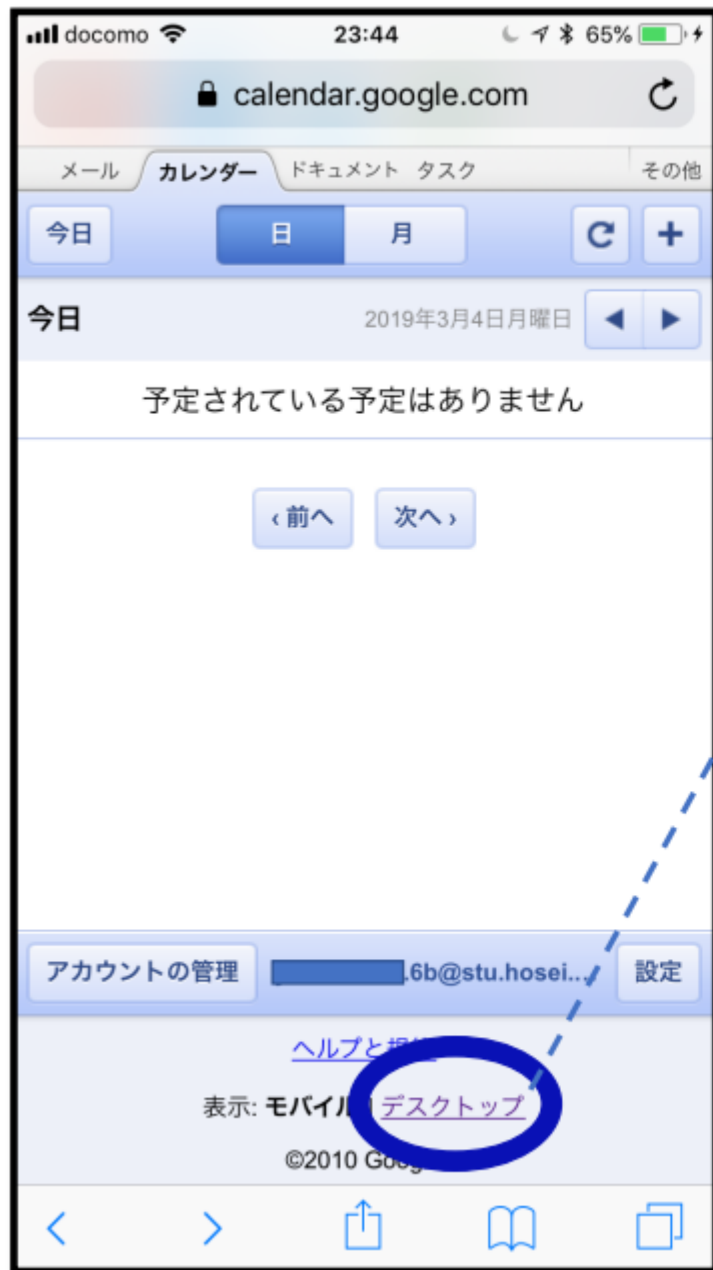 docomo 23:44 65%
calendar.google.com
メール カレンダー ドキュメント タスク その他
今日 日 月
今日 2019年3月4日月曜日
予定されている予定はありません
‹ 前へ 次へ ›
アカウントの管理 .6b@stu.hosei... 設定
ヘルプと
表示: モバイル デスクトップ
©2010